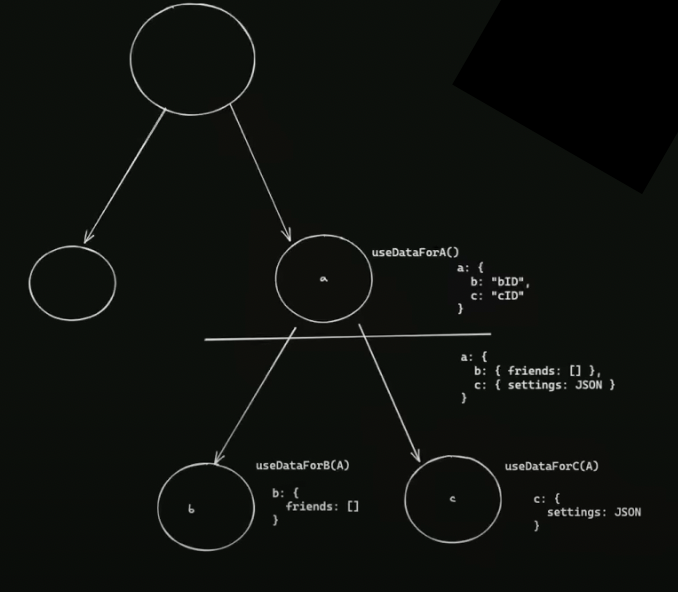 useDataForA()
a: {
b: "bID",
c: "cID"
}
a
a: {
b: { friends: [] },
c: { settings: JSON }
}
useDataForB(A)
b: {
friends: []
}
b
useDataForC(A)
c: {
settings: JSON
}
c